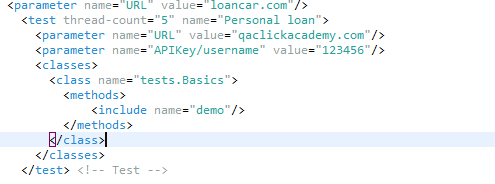 <parameter name="URL" value="loancar.com"/>
<test thread-count="5" name="Personal loan">
<parameter name="URL" value="qaclickacademy.com"/>
<parameter name="APIKey/username" value="123456"/>
<classes>
<class name="tests.Basics">
<methods>
<include name="demo"/>
</methods>
</class>
</classes>
</test> <!-- Test -->